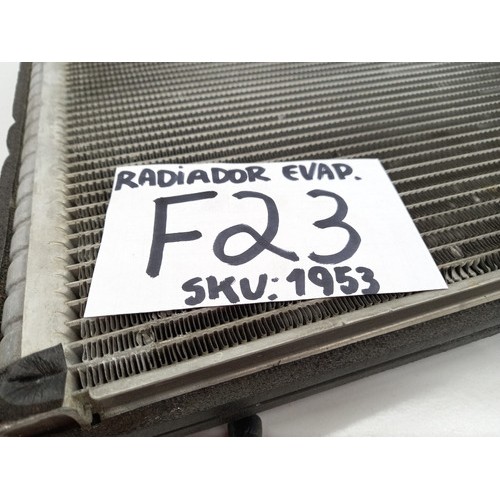 RADiADOR EVAP.
F23
SKU: 1953